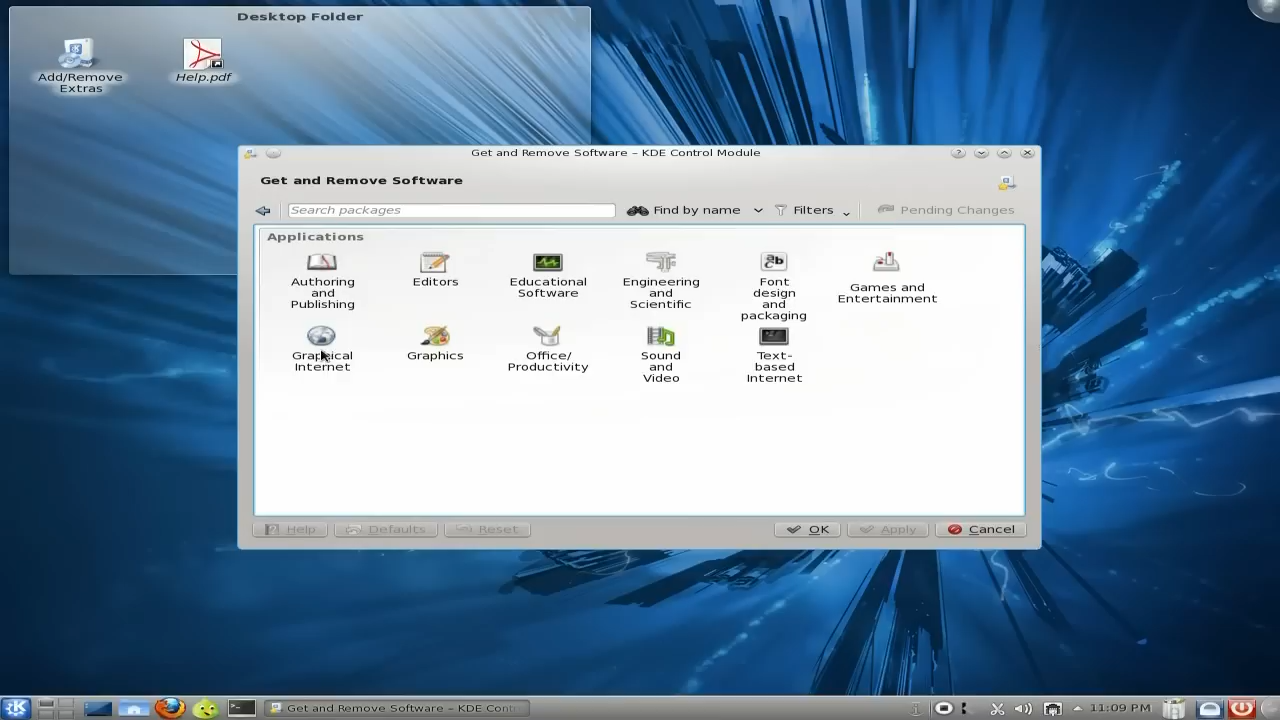 Desktop Folder
Add/Remove
Extras
Help.pdf
Get and Remove Software – KDE Control Module
Get and Remove Software
Search packages
Find by name
Filters
Pending Changes
Applications
Authoring
and
Publishing
Editors
Educational
Software
Engineering
and
Scientific
Font
design
and
packaging
Games and
Entertainment
Graphical
Internet
Graphics
Office/
Productivity
Sound
and
Video
Text-
based
Internet
Help
Defaults
Reset
OK
Apply
Cancel
Get and Remove Software – KDE Cont
11:09 PM